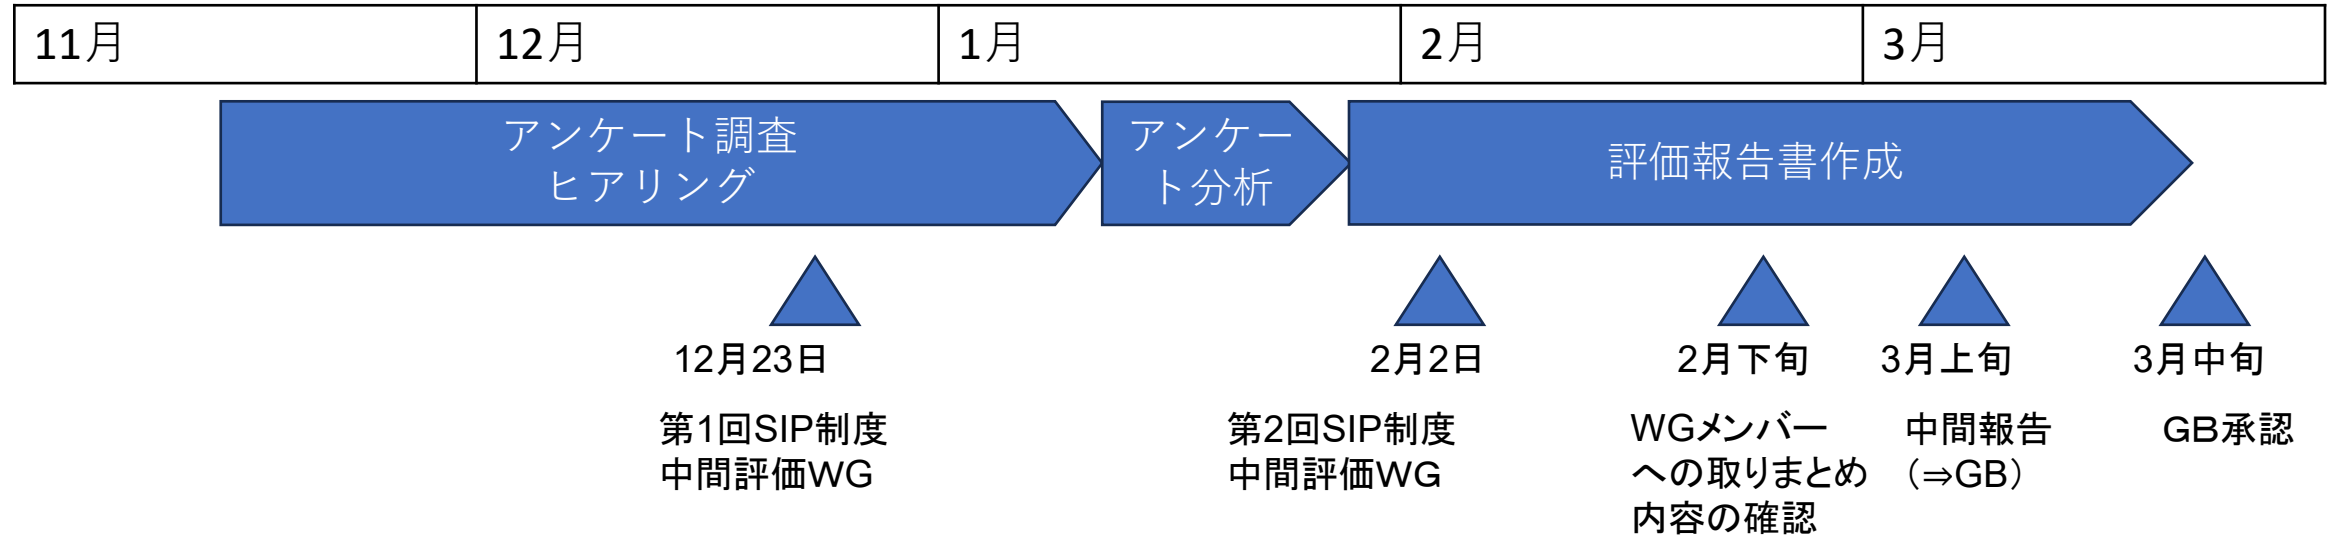 11月
12月
1月
2月
3月
アンケート調査
ヒアリング
アンケー
ト分析
評価報告書作成
12月23日
第1回SIP制度
中間評価WG
2月2日
第2回SIP制度
中間評価WG
2月下旬
WGメンバー
への取りまとめ
内容の確認
3月上旬
中間報告
(⇒GB)
3月中旬
GB承認